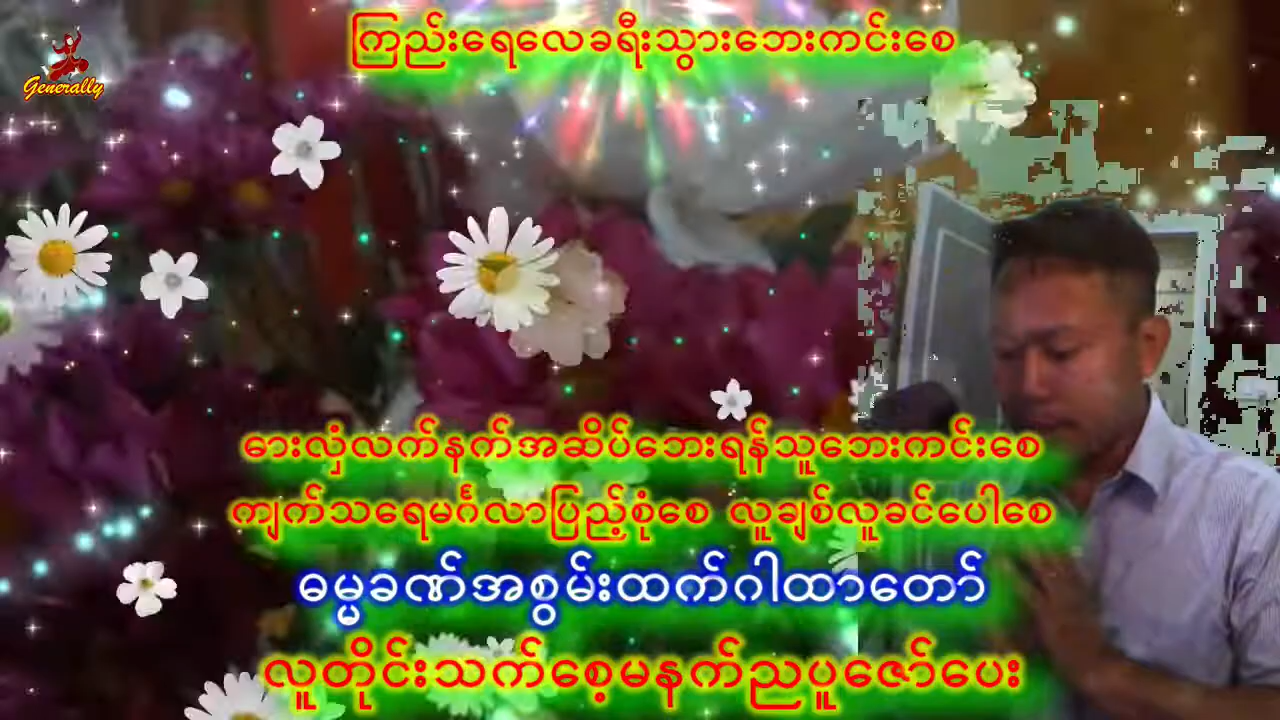 ကြည်းရေလေခရီးသွားဘေးကင်းစေ
Generally
ဓားလှံလက်နက်အဆိပ်ဘေးရန်သူဘေးကင်းစေ
ကျက်သရေမင်္ဂလာပြည့်စုံစေ လူချစ်လူခင်ပေါစေ
ဓမ္မခဏ်အစွမ်းထက်ဂါထာတော်
လူတိုင်းသက်စေ့မနက်ညပူဇော်ပေး